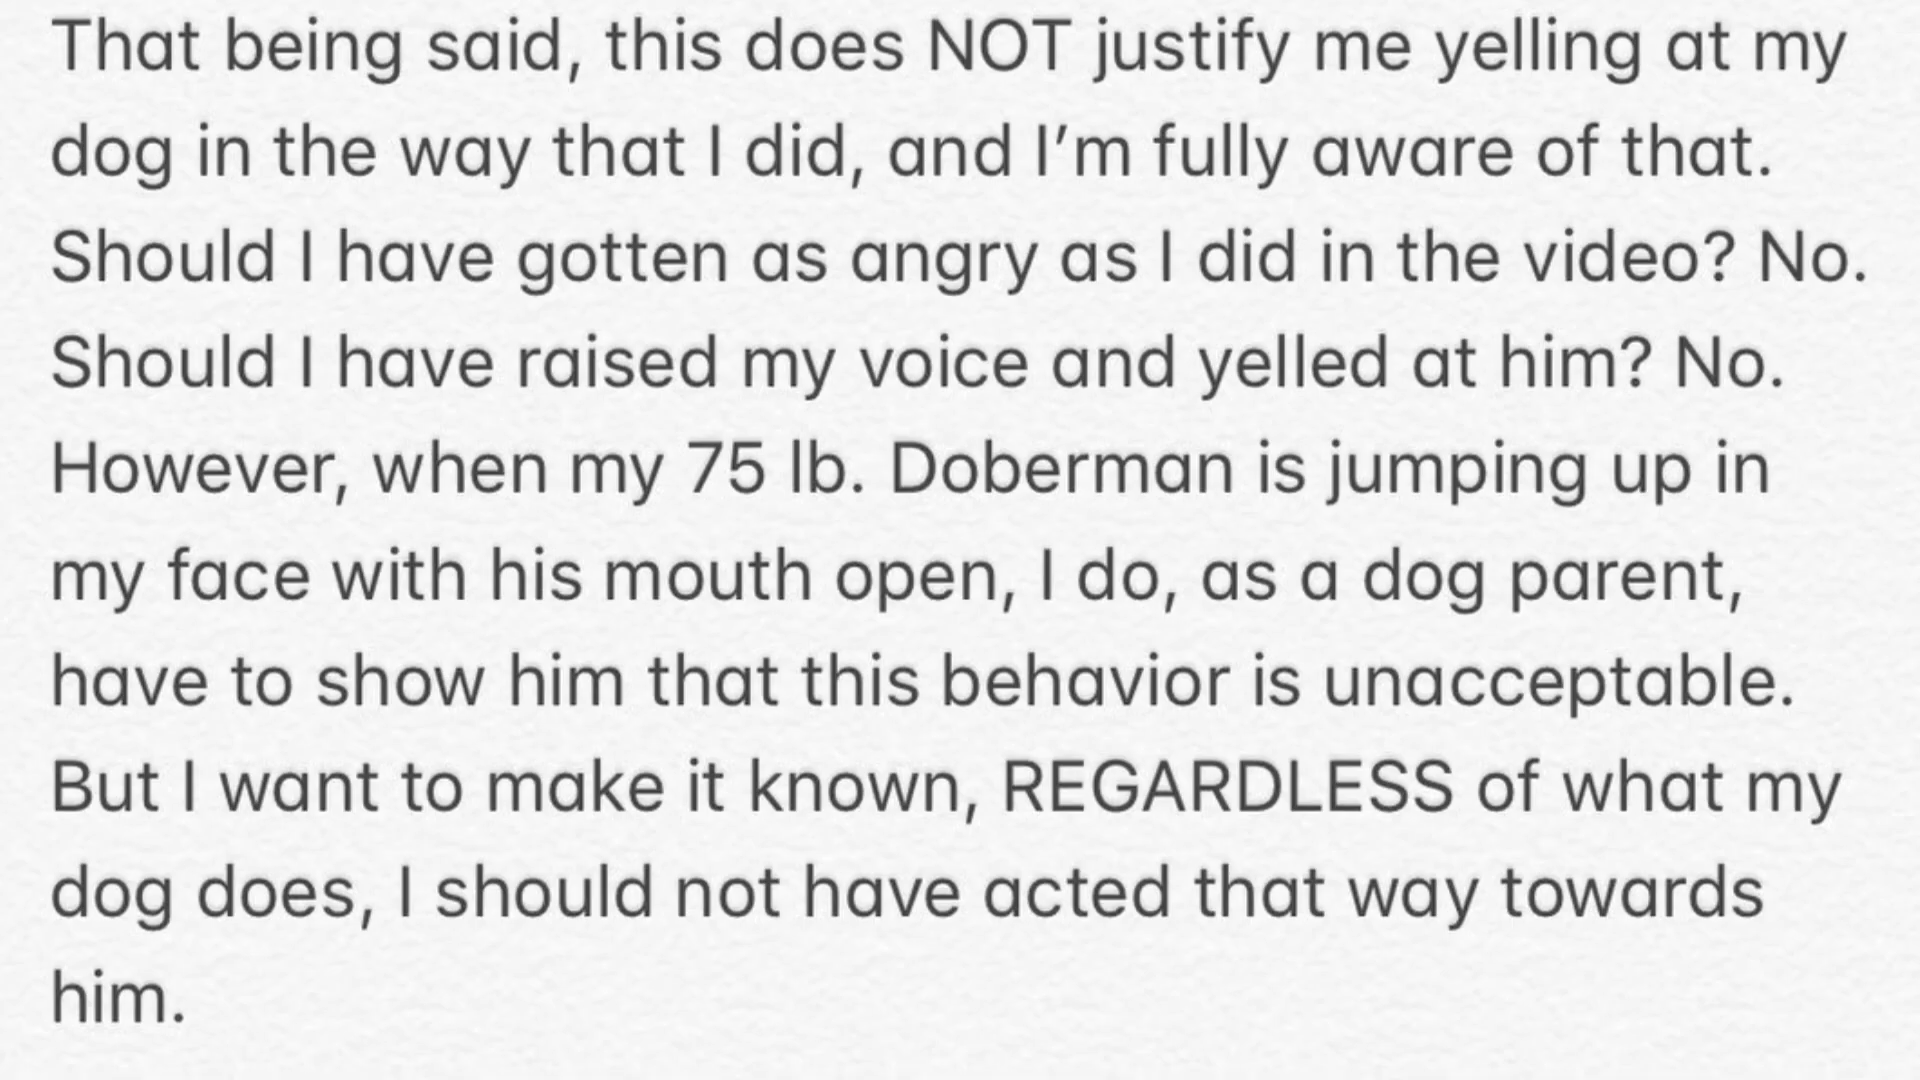 That being said, this does NOT justify me yelling at my
dog in the way that I did, and I’m fully aware of that.
Should I have gotten as angry as I did in the video? No.
Should I have raised my voice and yelled at him? No.
However, when my 75 lb. Doberman is jumping up in
my face with his mouth open, I do, as a dog parent,
have to show him that this behavior is unacceptable.
But I want to make it known, REGARDLESS of what my
dog does, I should not have acted that way towards
him.